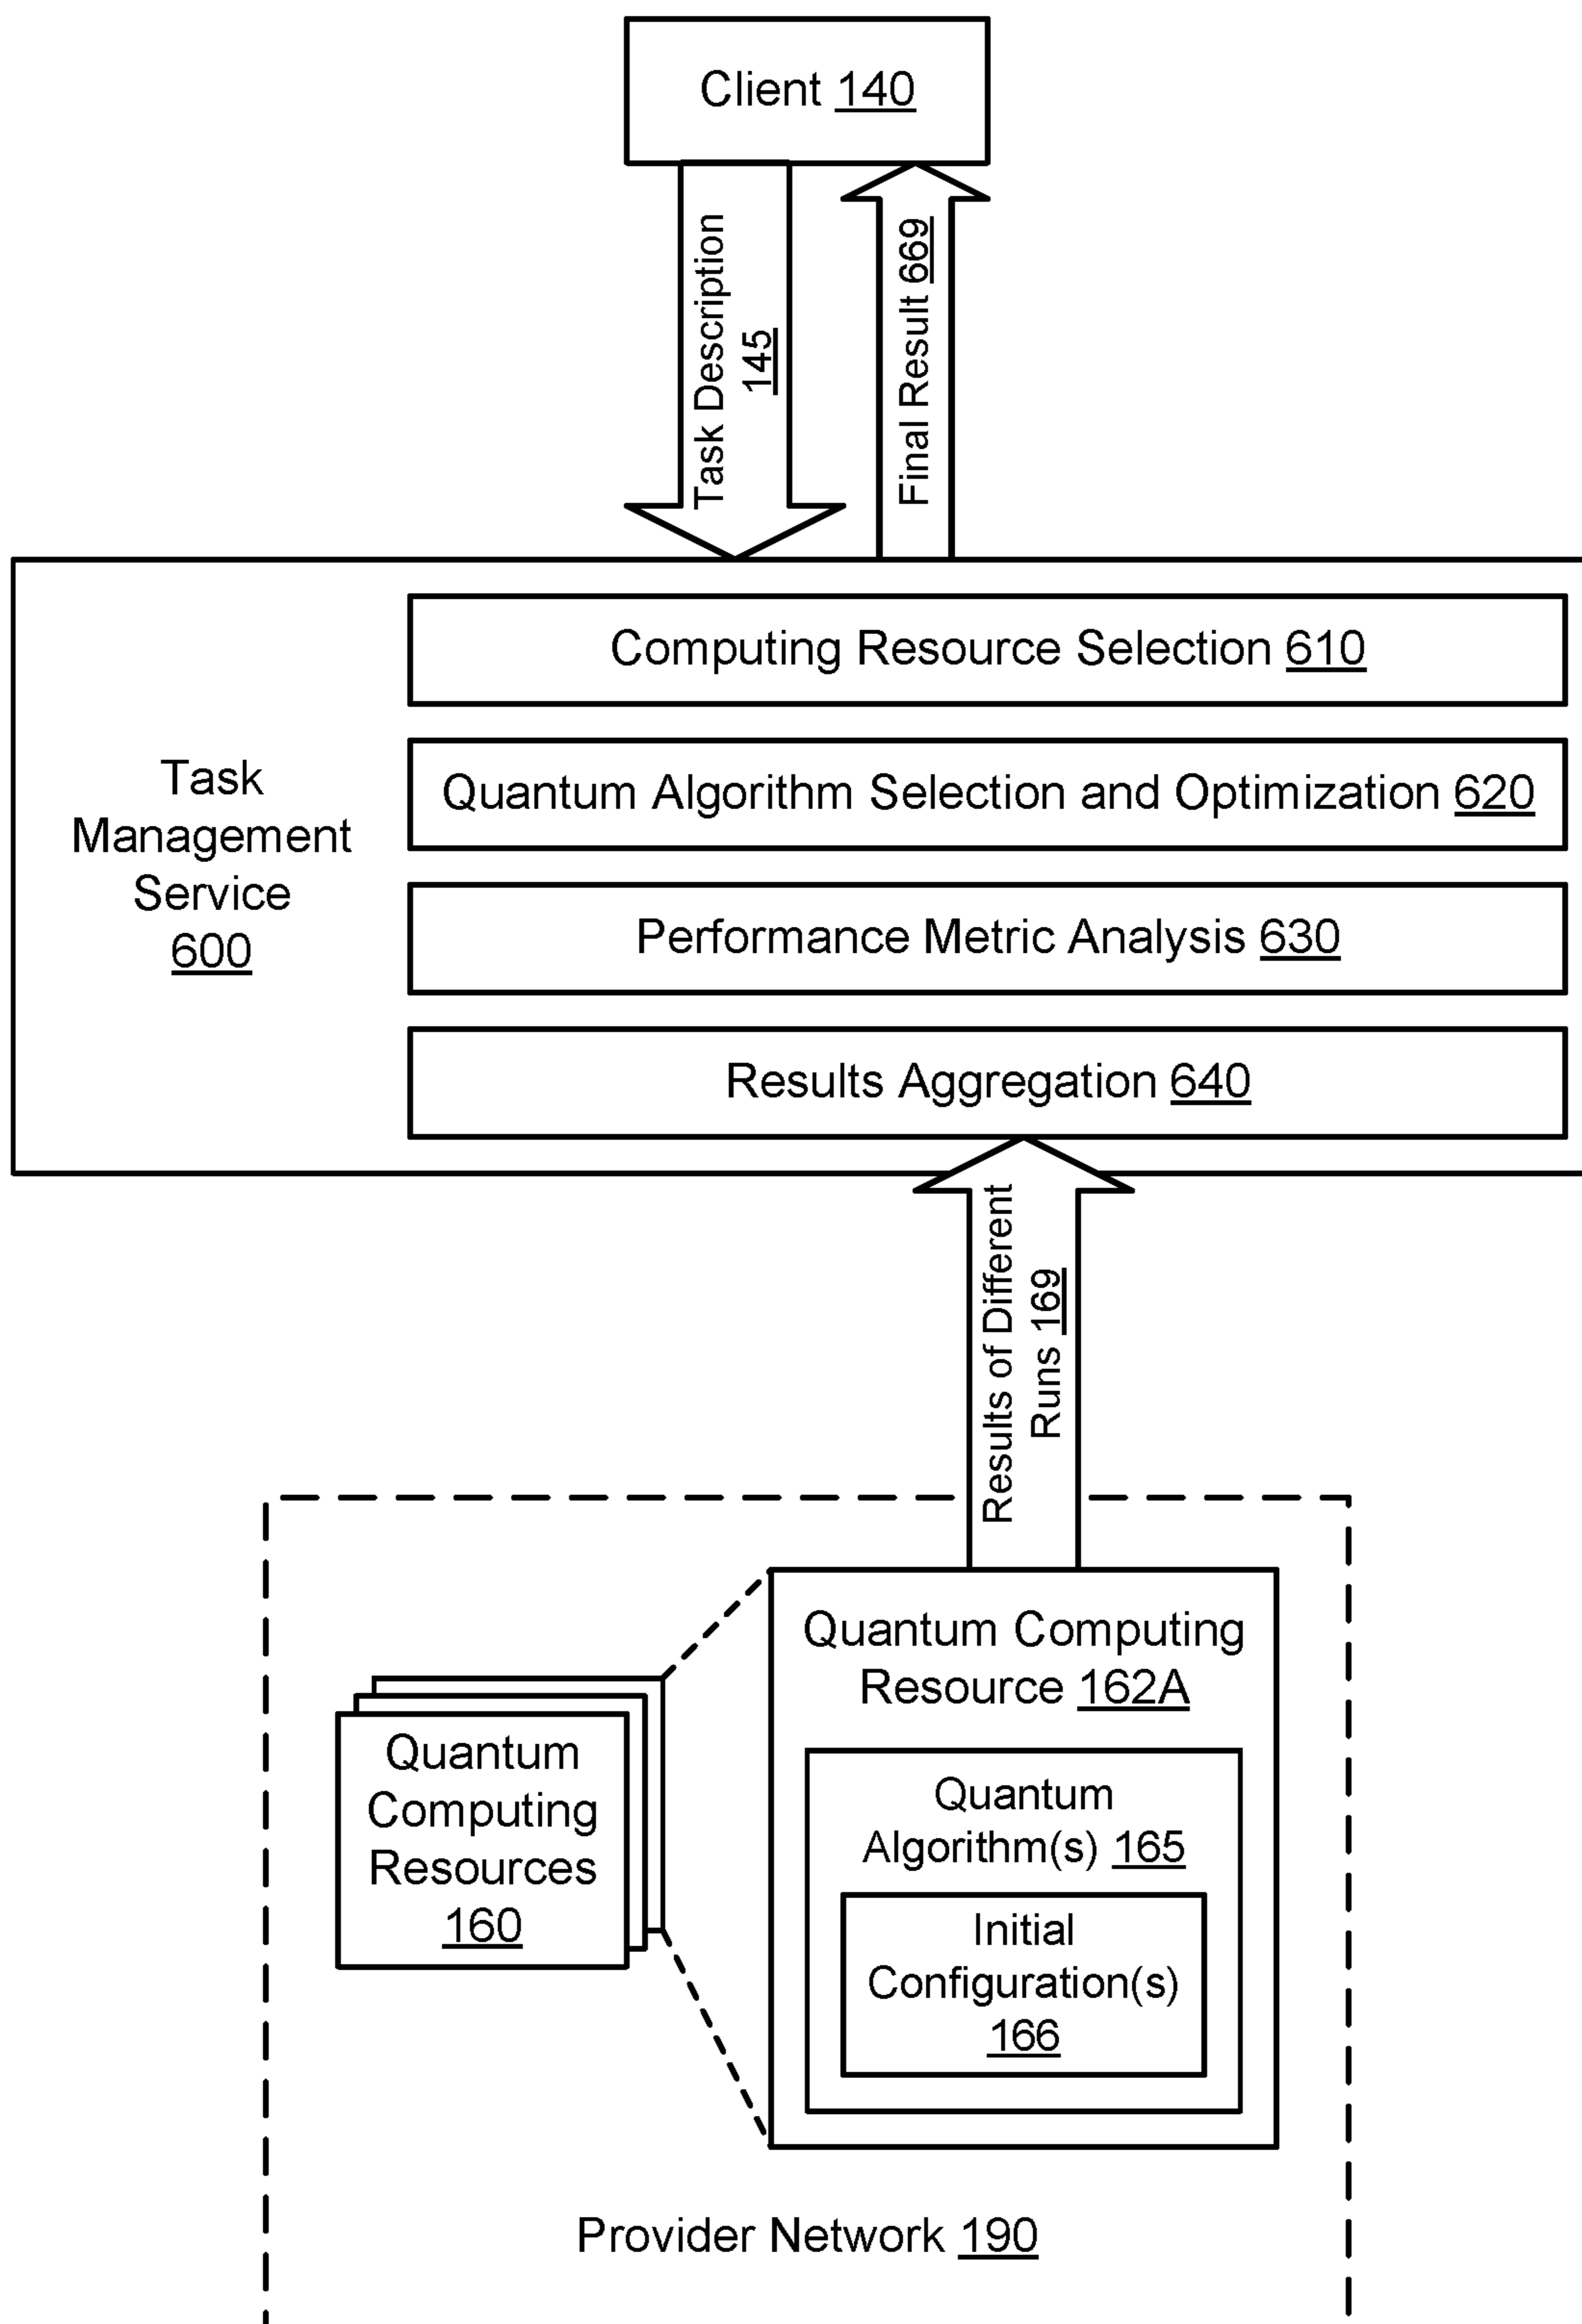 Client 140
Task Description
145
Final Result 669
Computing Resource Selection 610
Task
Management
Service
600
Quantum Algorithm Selection and Optimization 620
Performance Metric Analysis 630
Results Aggregation 640
Results of Different
Runs 169
Quantum Computing
Resource 162A
Quantum
Computing
Resources
160
Quantum
Algorithm(s) 165
Initial
Configuration(s)
166
Provider Network 190